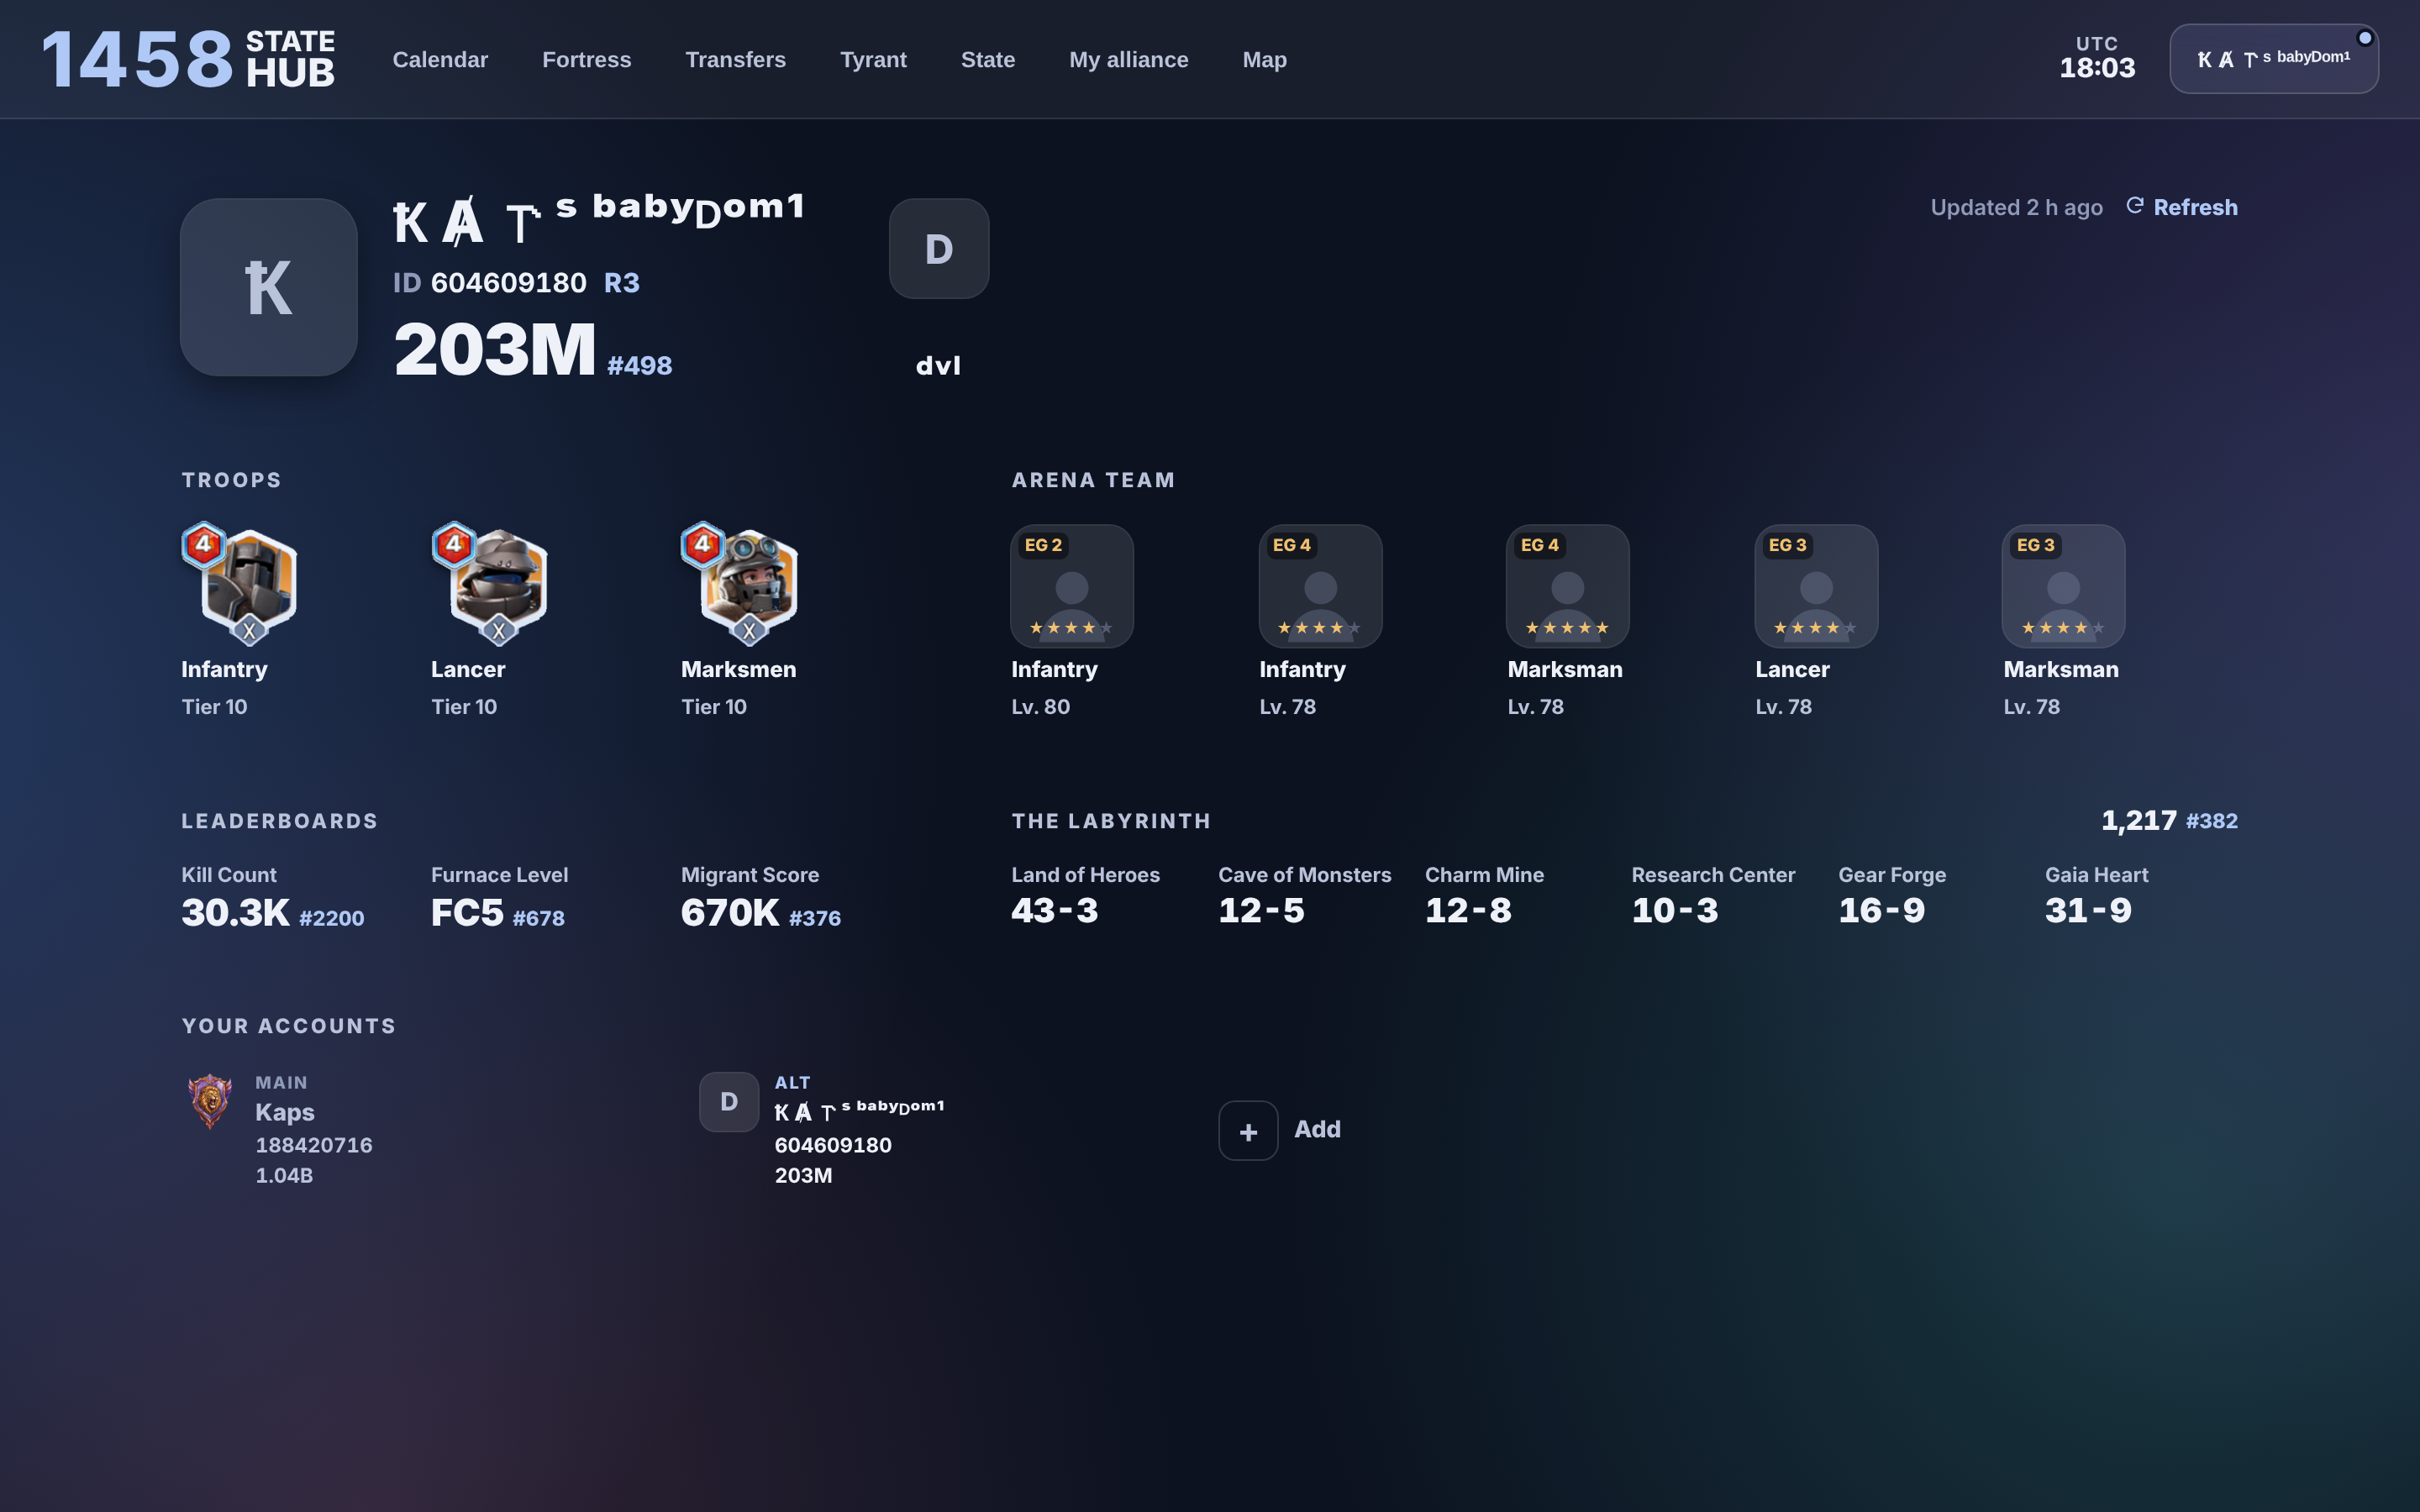 1458 STATE HUB
Calendar Fortress Transfers Tyrant State My alliance Map
UTC
18:03
ꀘ Ⱥ Ͳ ˢ ᵇᵃᵇʸᴰᵒᵐ¹
Ꝁ Ⱥ Ͳ ˢ ᵇᵃᵇʸᴰᵒᵐ¹
Ꝁ
ID 604609180 R3
203M #498
D
dvl
Updated 2 h ago Refresh
TROOPS
4 X
Infantry
Tier 10
4 X
Lancer
Tier 10
4 X
Marksmen
Tier 10
ARENA TEAM
EG 2
Infantry
Lv. 80
EG 4
Infantry
Lv. 78
EG 4
Marksman
Lv. 78
EG 3
Lancer
Lv. 78
EG 3
Marksman
Lv. 78
LEADERBOARDS
Kill Count
30.3K #2200
Furnace Level
FC5 #678
Migrant Score
670K #376
THE LABYRINTH
1,217 #382
Land of Heroes
43-3
Cave of Monsters
12-5
Charm Mine
12-8
Research Center
10-3
Gear Forge
16-9
Gaia Heart
31-9
YOUR ACCOUNTS
MAIN
Kaps
188420716
1.04B
D
ALT
Ꝁ Ⱥ Ͳ ˢ ᵇᵃᵇʸᴰᵒᵐ¹
604609180
203M
+ Add